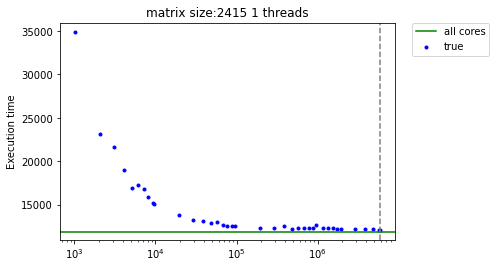 matrix size:2415 1 threads
all cores
true
Execution time
35000
30000
25000
20000
15000
10³
10⁴
10⁵
10⁶